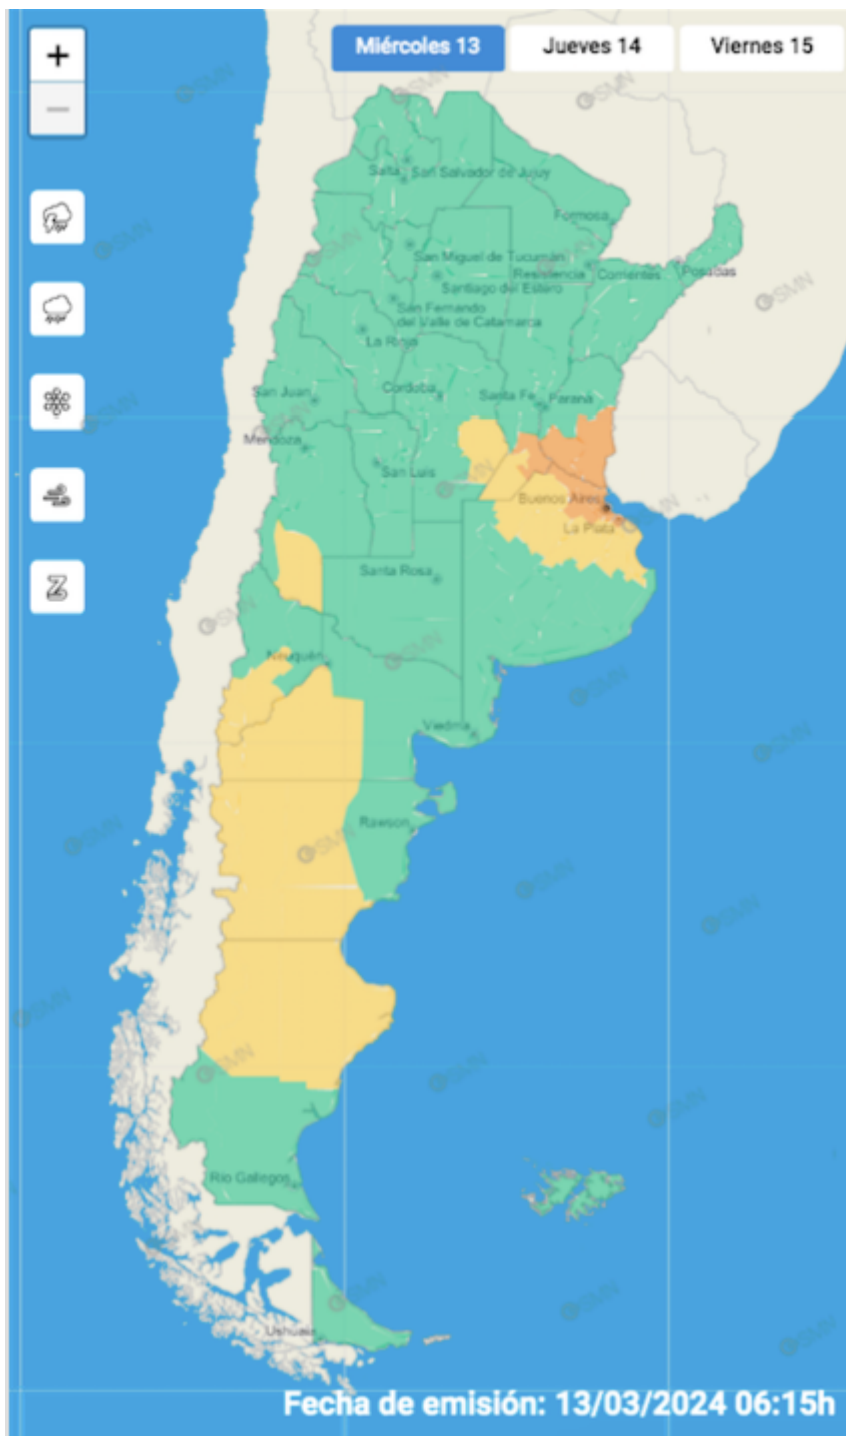 +
Miércoles 13
Jueves 14
Viernes 15
−
Salta
San Salvador de Jujuy
Formosa
San Miguel de Tucumán
Resistencia
Corrientes
Posadas
Santiago del Estero
San Fernando
del Valle de Catamarca
La Rioja
San Juan
Córdoba
Santa Fe
Paraná
Mendoza
San Luis
Buenos Aires
La Plata
Santa Rosa
Neuquén
Viedma
Rawson
Río Gallegos
Ushuaia
SMN
Fecha de emisión: 13/03/2024 06:15h